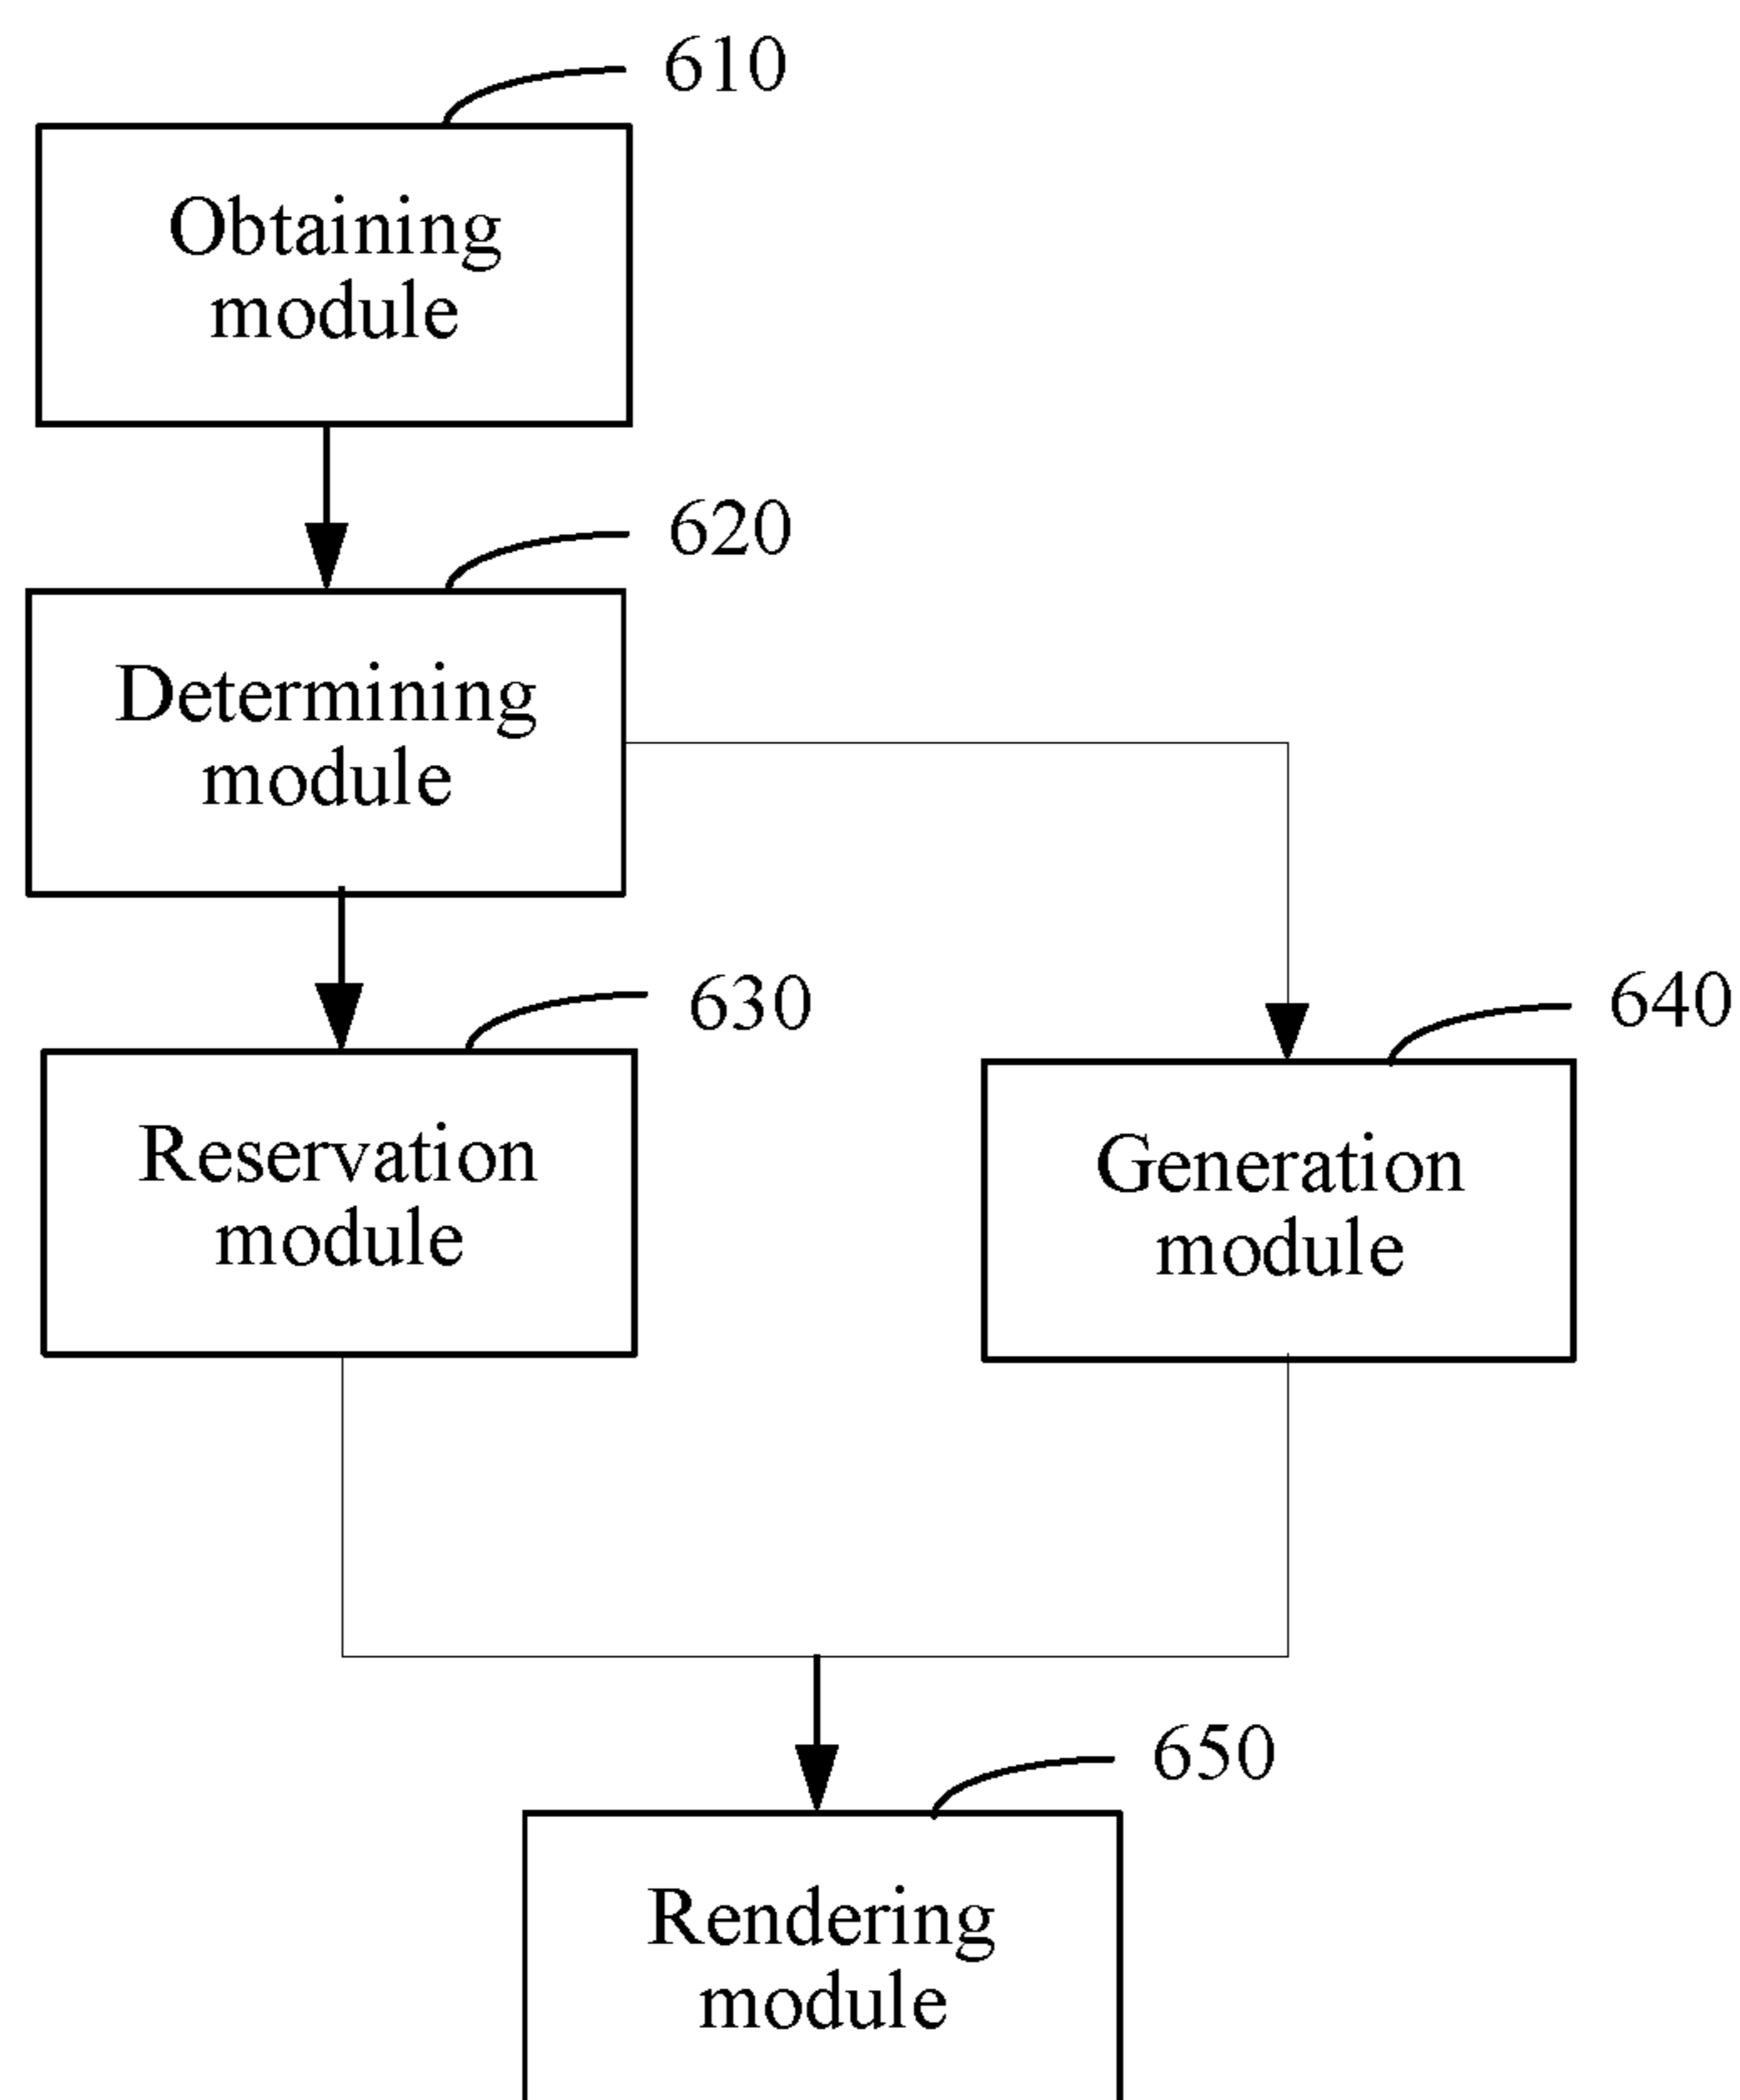 610
Obtaining
module
620
Determining
module
630
Reservation
module
640
Generation
module
650
Rendering
module